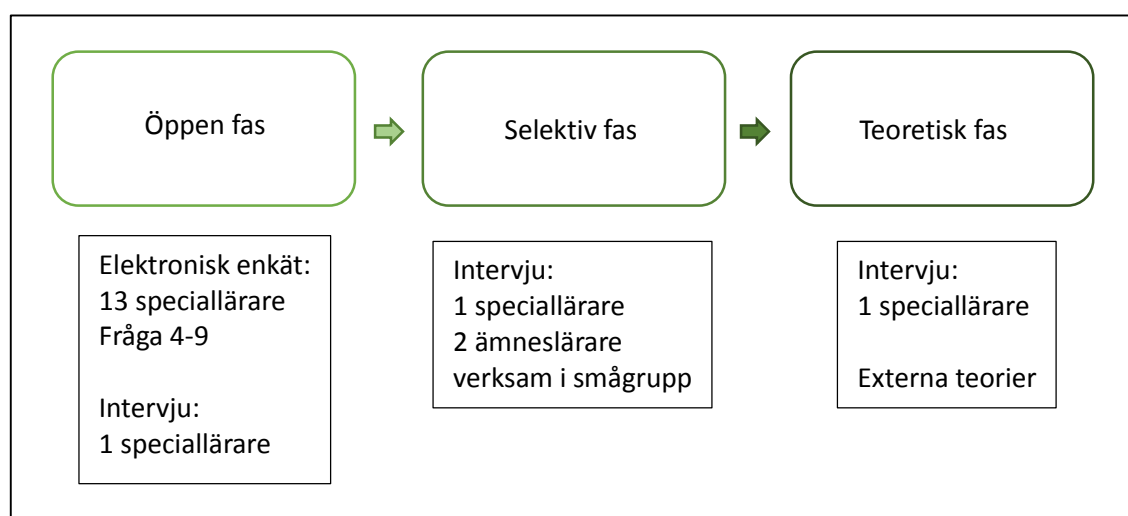 Öppen fas
Selektiv fas
Teoretisk fas
Elektronisk enkät:
13 speciallärare
Fråga 4-9
Intervju:
1 speciallärare
Intervju:
1 speciallärare
2 ämneslärare
verksam i smågrupp
Intervju:
1 speciallärare
Externa teorier